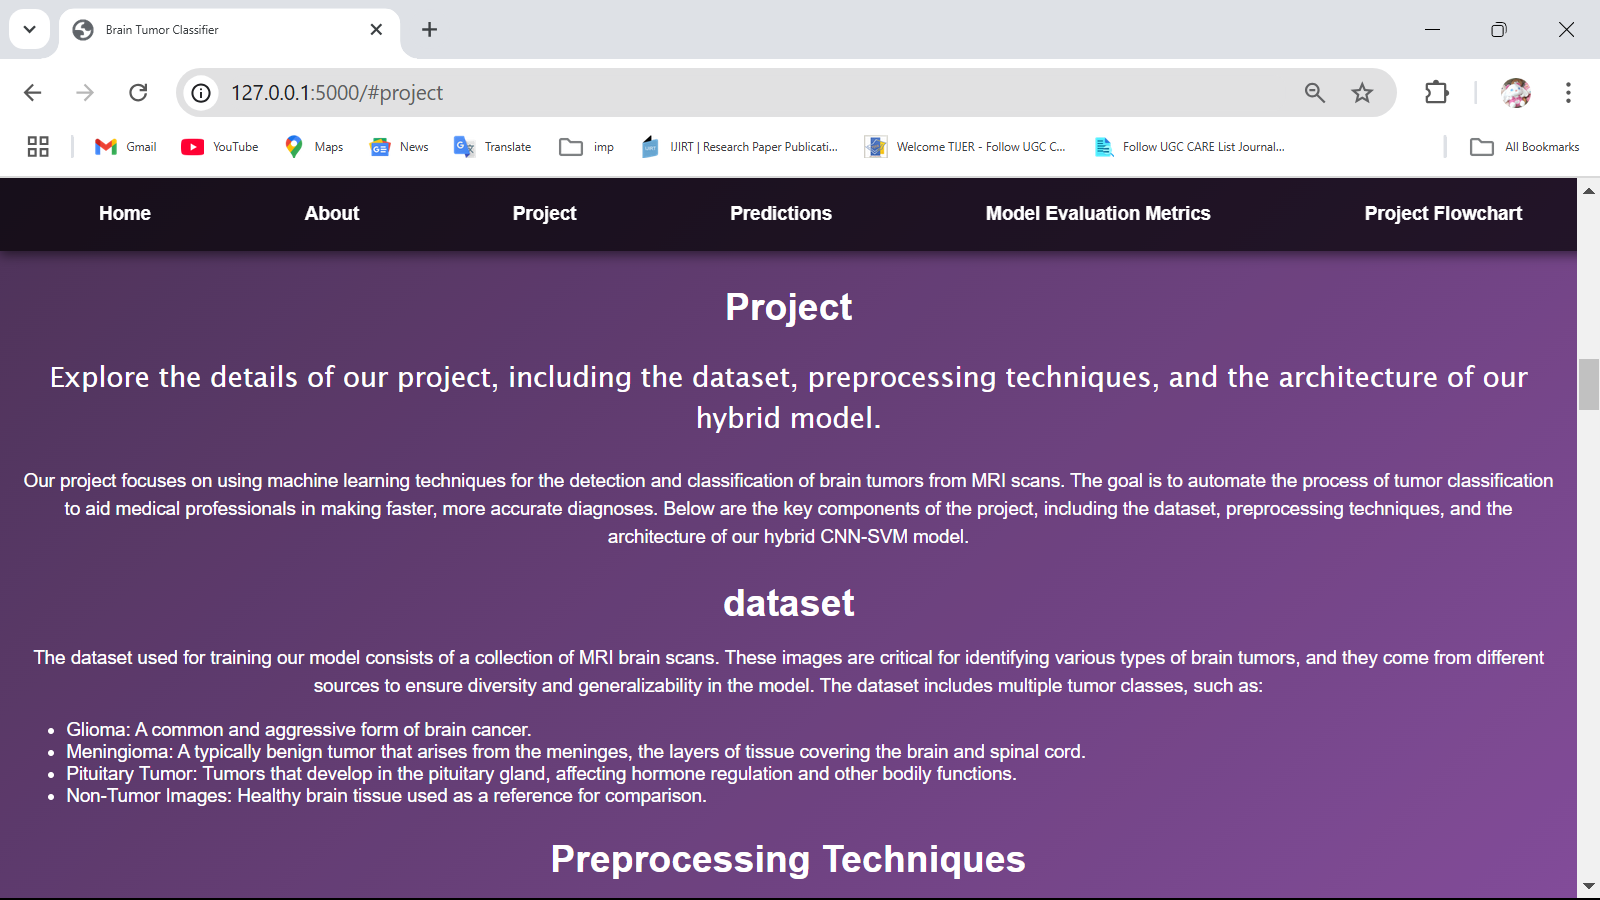 Brain Tumor Classifier
127.0.0.1:5000/#project
Gmail YouTube Maps News Translate imp IJIRT | Research Paper Publicati... Welcome TIJER - Follow UGC C... Follow UGC CARE List Journal... All Bookmarks
Home About Project Predictions Model Evaluation Metrics Project Flowchart
Project
Explore the details of our project, including the dataset, preprocessing techniques, and the architecture of our
hybrid model.
Our project focuses on using machine learning techniques for the detection and classification of brain tumors from MRI scans. The goal is to automate the process of tumor classification
to aid medical professionals in making faster, more accurate diagnoses. Below are the key components of the project, including the dataset, preprocessing techniques, and the
architecture of our hybrid CNN-SVM model.
dataset
The dataset used for training our model consists of a collection of MRI brain scans. These images are critical for identifying various types of brain tumors, and they come from different
sources to ensure diversity and generalizability in the model. The dataset includes multiple tumor classes, such as:
• Glioma: A common and aggressive form of brain cancer.
• Meningioma: A typically benign tumor that arises from the meninges, the layers of tissue covering the brain and spinal cord.
• Pituitary Tumor: Tumors that develop in the pituitary gland, affecting hormone regulation and other bodily functions.
• Non-Tumor Images: Healthy brain tissue used as a reference for comparison.
Preprocessing Techniques